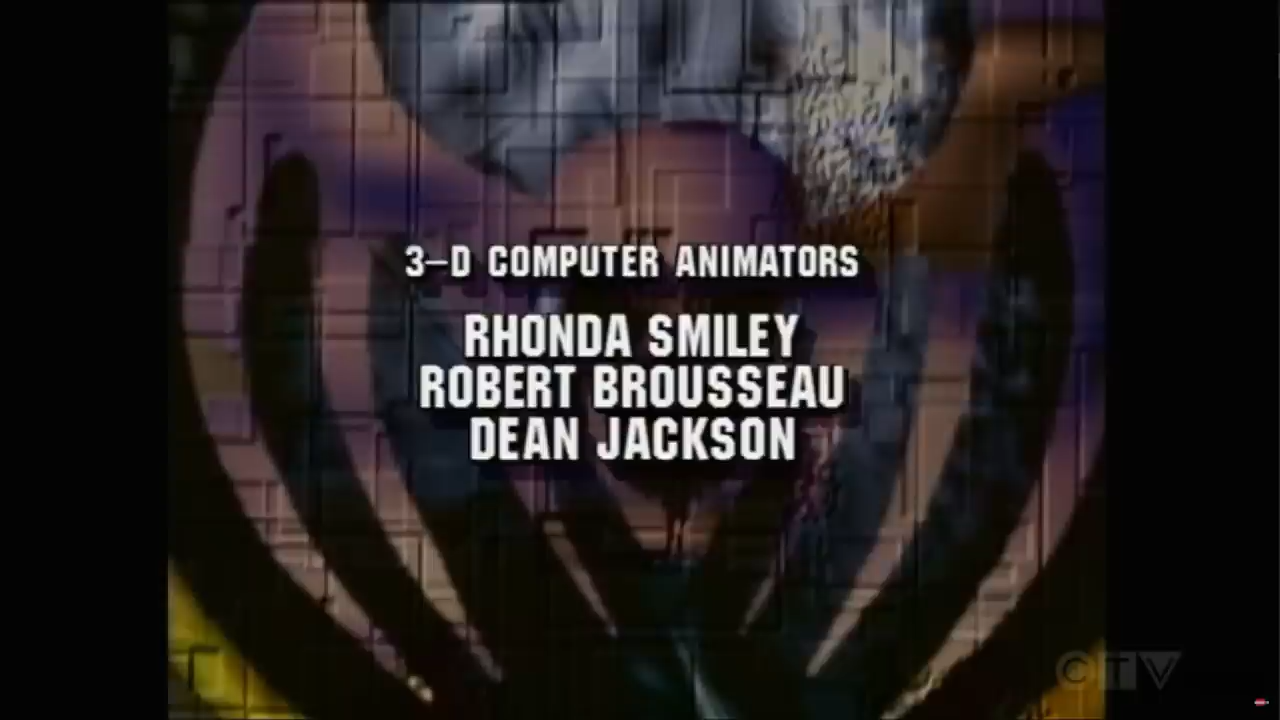 3–D COMPUTER ANIMATORS
RHONDA SMILEY
ROBERT BROUSSEAU
DEAN JACKSON
CTV